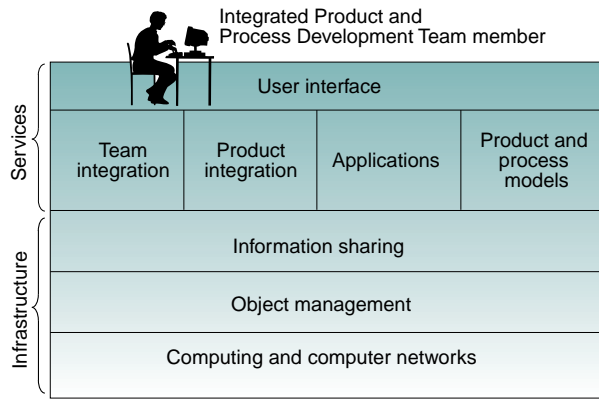 Integrated Product and
Process Development Team member
Services
User interface
Team
integration
Product
integration
Applications
Product and
process
models
Infrastructure
Information sharing
Object management
Computing and computer networks